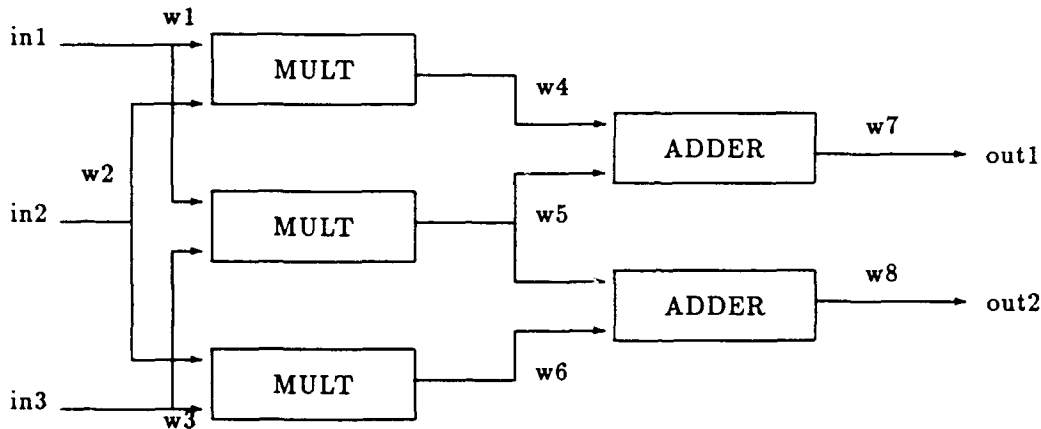 w1
in1
MULT
w4
w7
ADDER
out1
w2
in2
MULT
w5
w8
ADDER
out2
w6
MULT
in3
w3